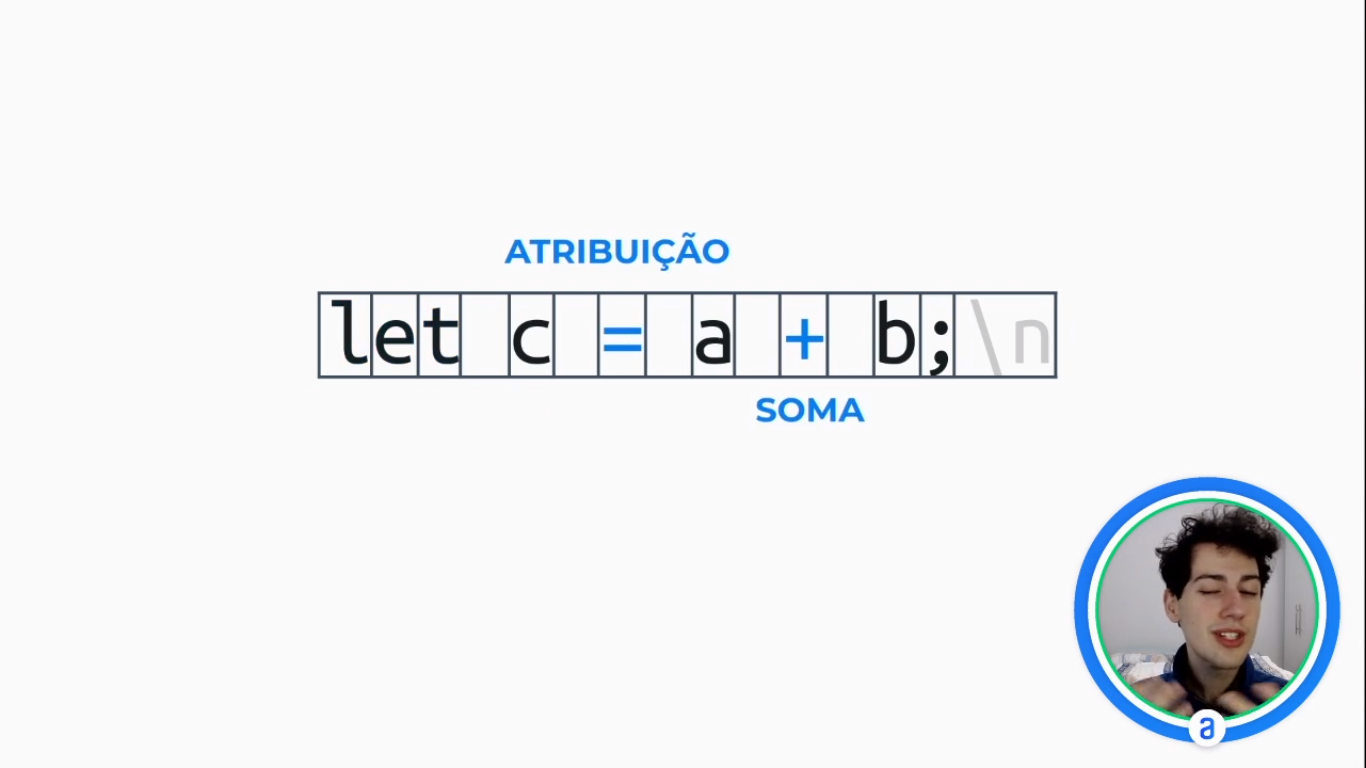 ATRIBUIÇÃO
let c = a + b;\n
SOMA
a